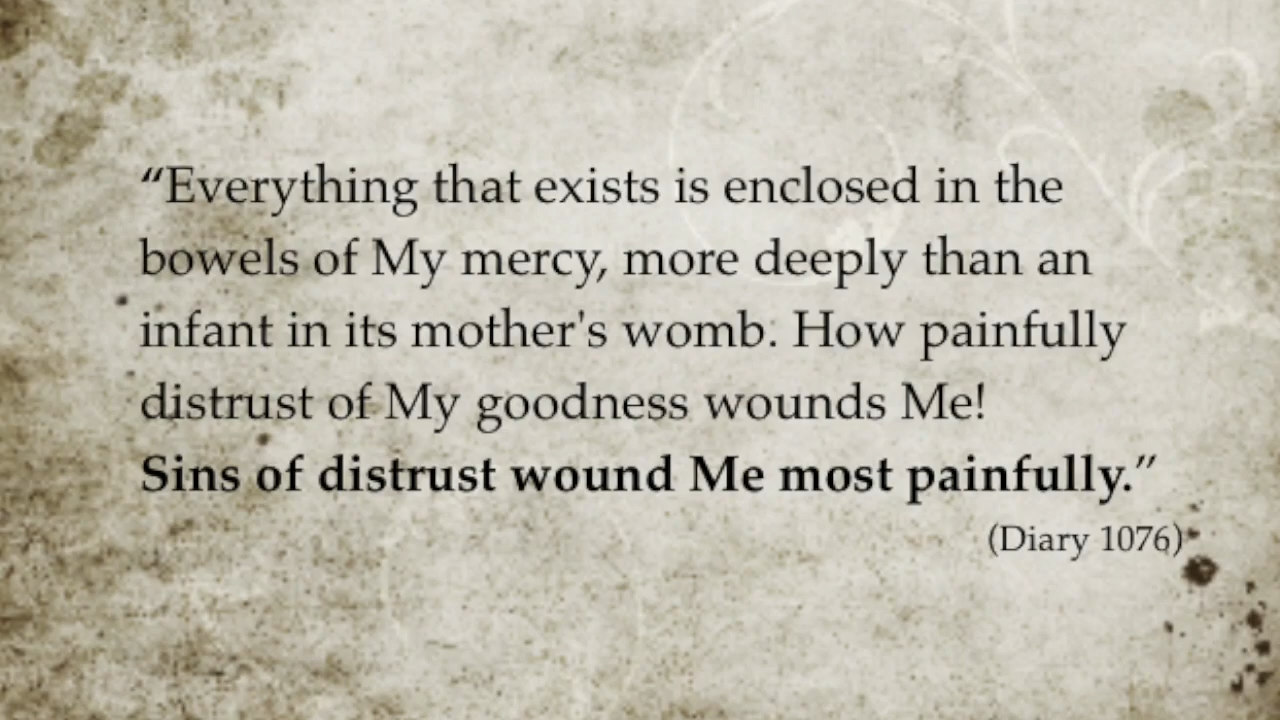 “Everything that exists is enclosed in the
bowels of My mercy, more deeply than an
infant in its mother's womb. How painfully
distrust of My goodness wounds Me!
Sins of distrust wound Me most painfully.”
(Diary 1076)